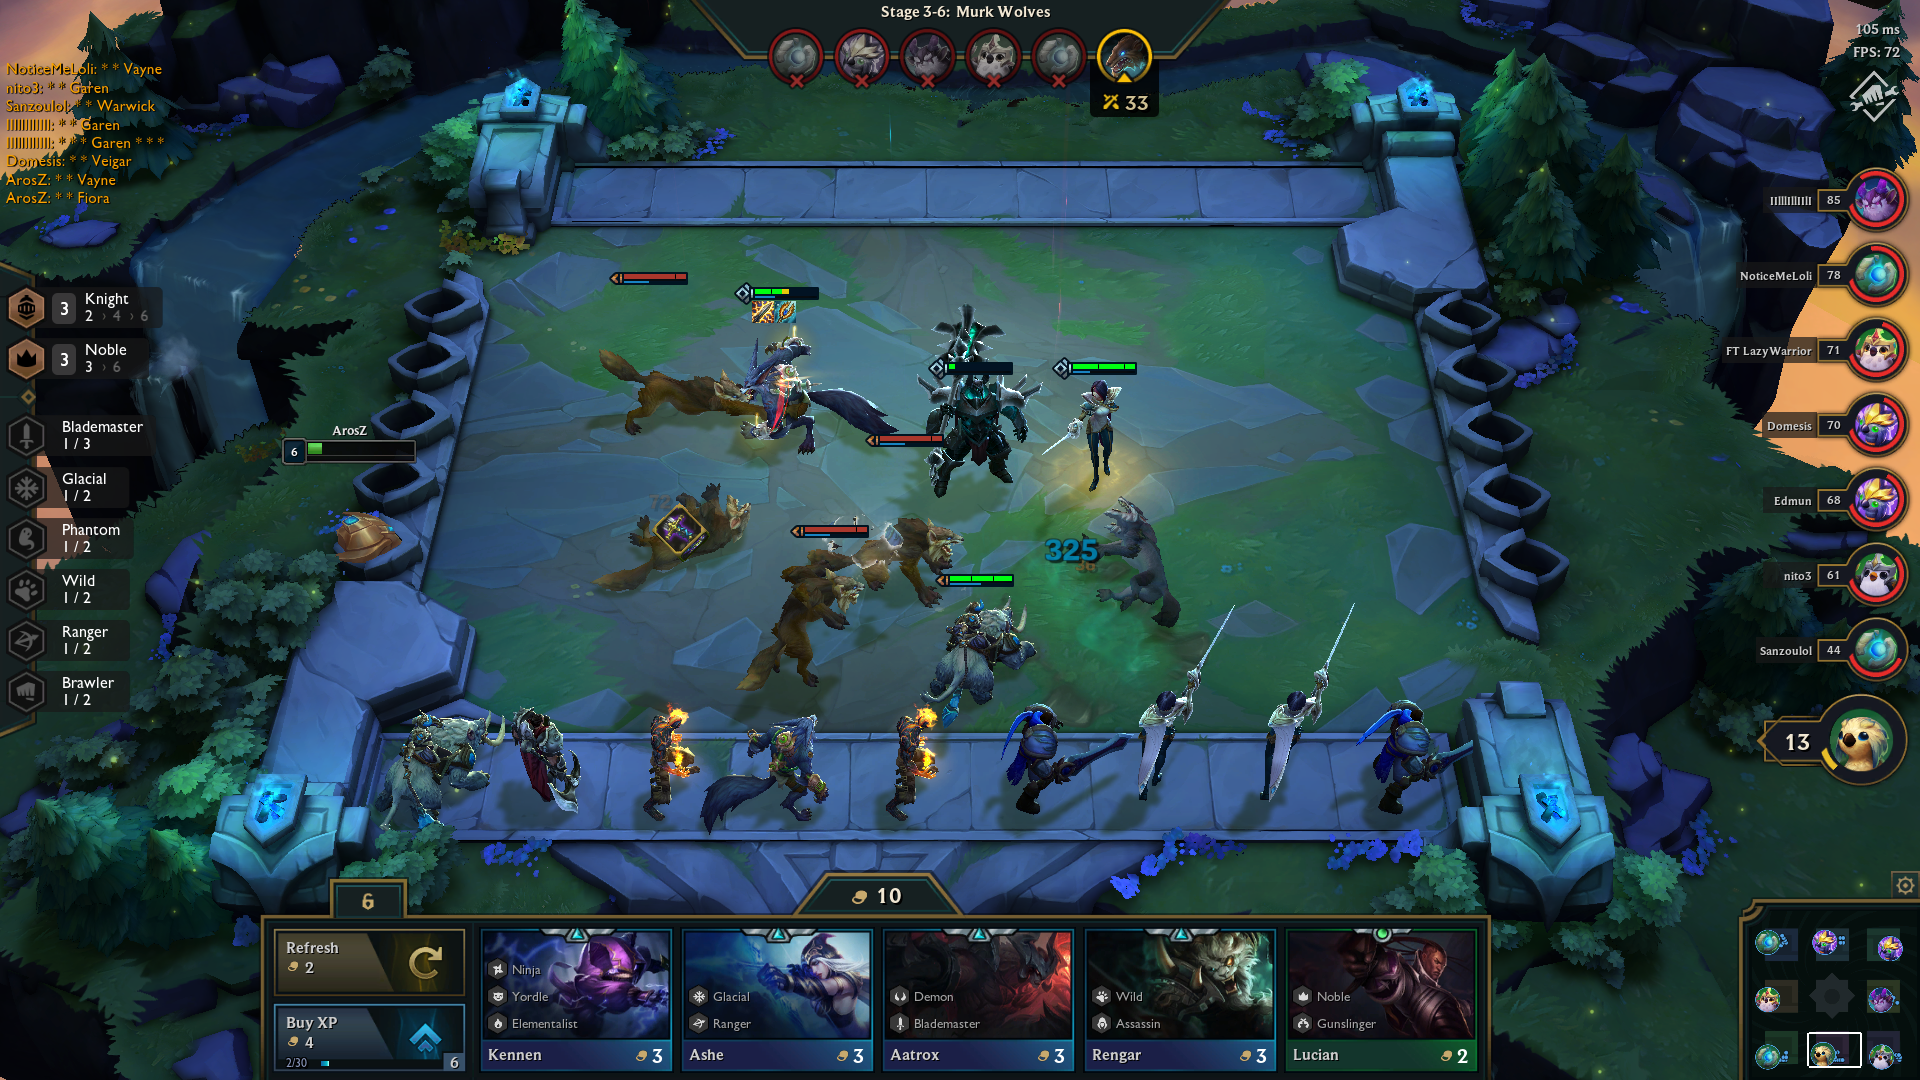 Stage 3-6: Murk Wolves
33
105 ms
FPS: 72
NoticeMeLoli: * * Vayne
nito3: * * Garen
Sanzoulol: * * Warwick
IIIIIIIIIIII: * * Garen
IIIIIIIIIIII: * * Garen * * *
Domesis: * * Veigar
ArosZ: * * Vayne
ArosZ: * * Fiora
3 Knight
2 › 4 › 6
3 Noble
3 › 6
Blademaster
1 / 3
Glacial
1 / 2
Phantom
1 / 2
Wild
1 / 2
Ranger
1 / 2
Brawler
1 / 2
ArosZ
6
325
85
NoticeMeLoli 78
FT LazyWarrior 71
Domesis 70
Edmun 68
nito3 61
Sanzoulol 44
13
6
10
Refresh
2
Buy XP
4
2/30
6
Ninja
Yordle
Elementalist
Kennen 3
Glacial
Ranger
Ashe 3
Demon
Blademaster
Aatrox 3
Wild
Assassin
Rengar 3
Noble
Gunslinger
Lucian 2